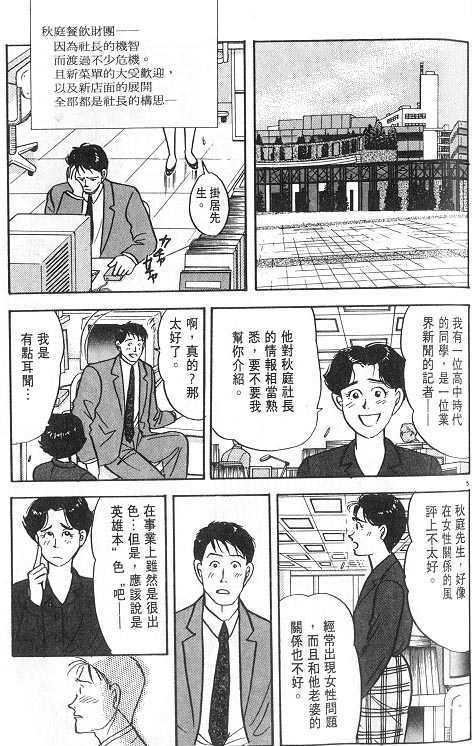 秋庭餐飲財團——
因為社長的機智
而渡過不少危機。
且新菜單的大受歡迎，
以及新店面的展開
全部都是社長的構思—
掛居先
生。
カチャ
カチャ
我有一位高中時代
的同學，是一位業
界新聞的記者——
他對秋庭社長
的情報相當熟
悉，要不要我
幫你介紹。
啊，真的？那
太好了。
我是
有點耳聞…
5
秋庭先生，好像
在女性關係的風
評上不太好。
經常出現女性問題
，而且和他老婆的
關係也不好。
在事業上雖然是很出
色…但是，應該說是
英雄本“色”吧——